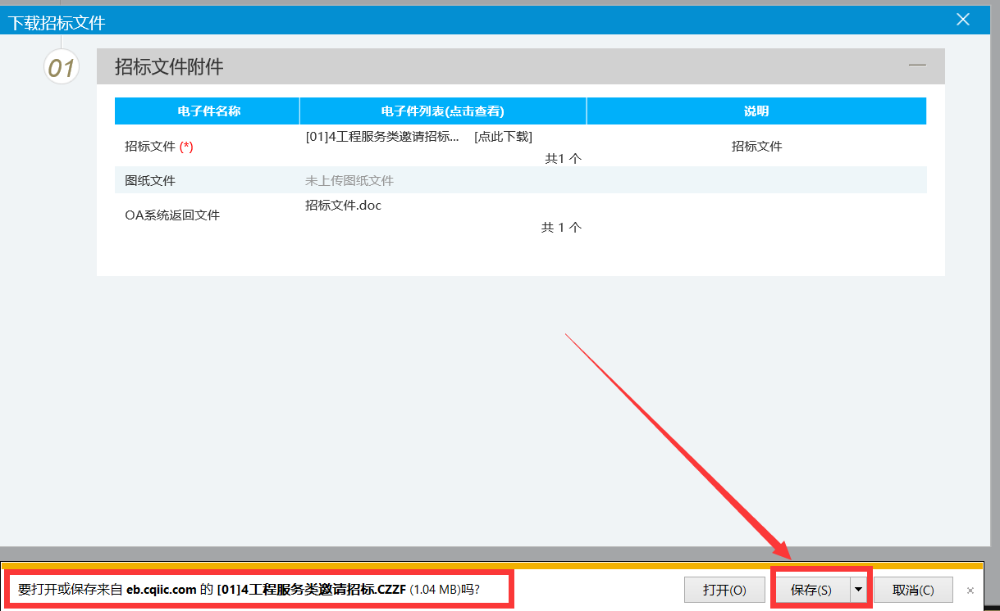 下载招标文件
01
招标文件附件
电子件名称 电子件列表(点击查看) 说明
招标文件 (*) [01]4工程服务类邀请招标... [点此下载] 招标文件
共1 个
图纸文件 未上传图纸文件
OA系统返回文件 招标文件.doc
共 1 个
要打开或保存来自 eb.cqiic.com 的 [01]4工程服务类邀请招标.CZZF (1.04 MB)吗? 打开(O) 保存(S) 取消(C)